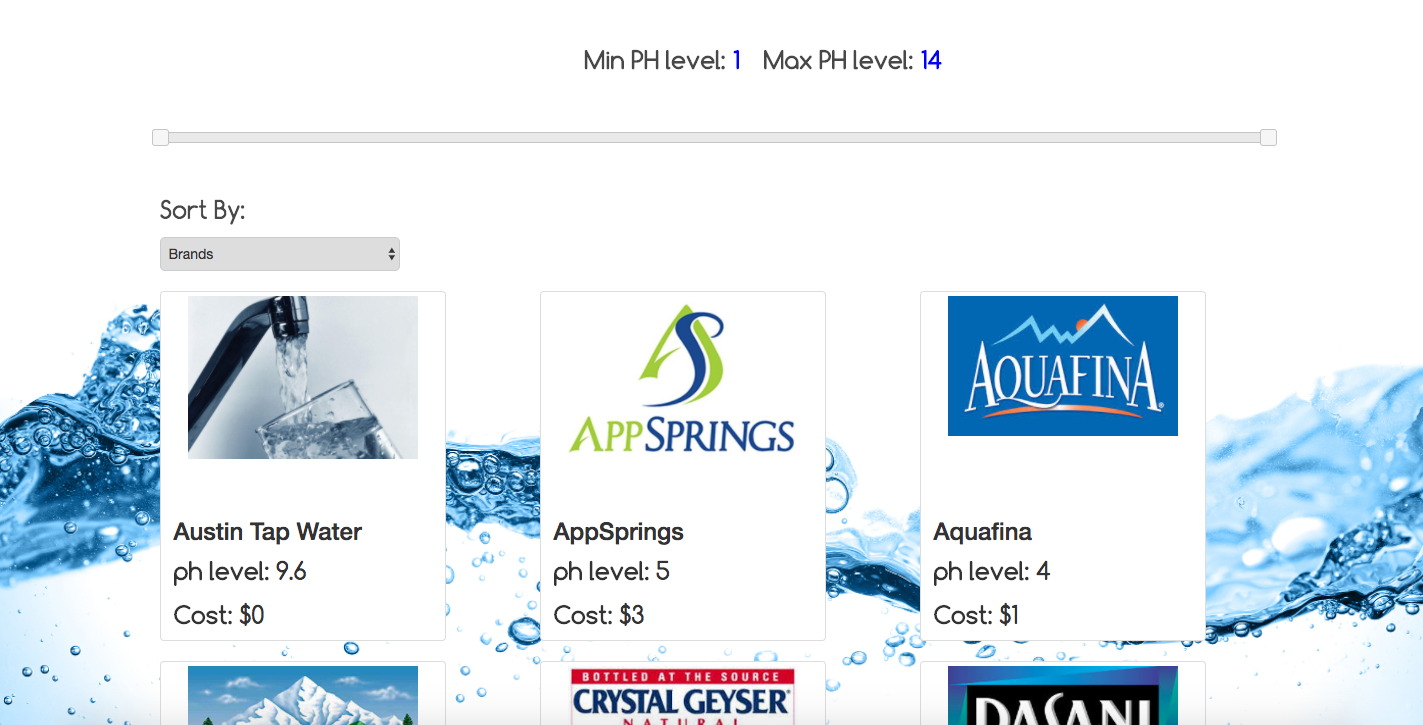 Min PH level: 1 Max PH level: 14
Sort By:
Brands
APPSPRINGS
AQUAFINA®
Austin Tap Water
ph level: 9.6
Cost: $0
AppSprings
ph level: 5
Cost: $3
Aquafina
ph level: 4
Cost: $1
BOTTLED AT THE SOURCE
CRYSTAL GEYSER®
NATURAL
DASANI